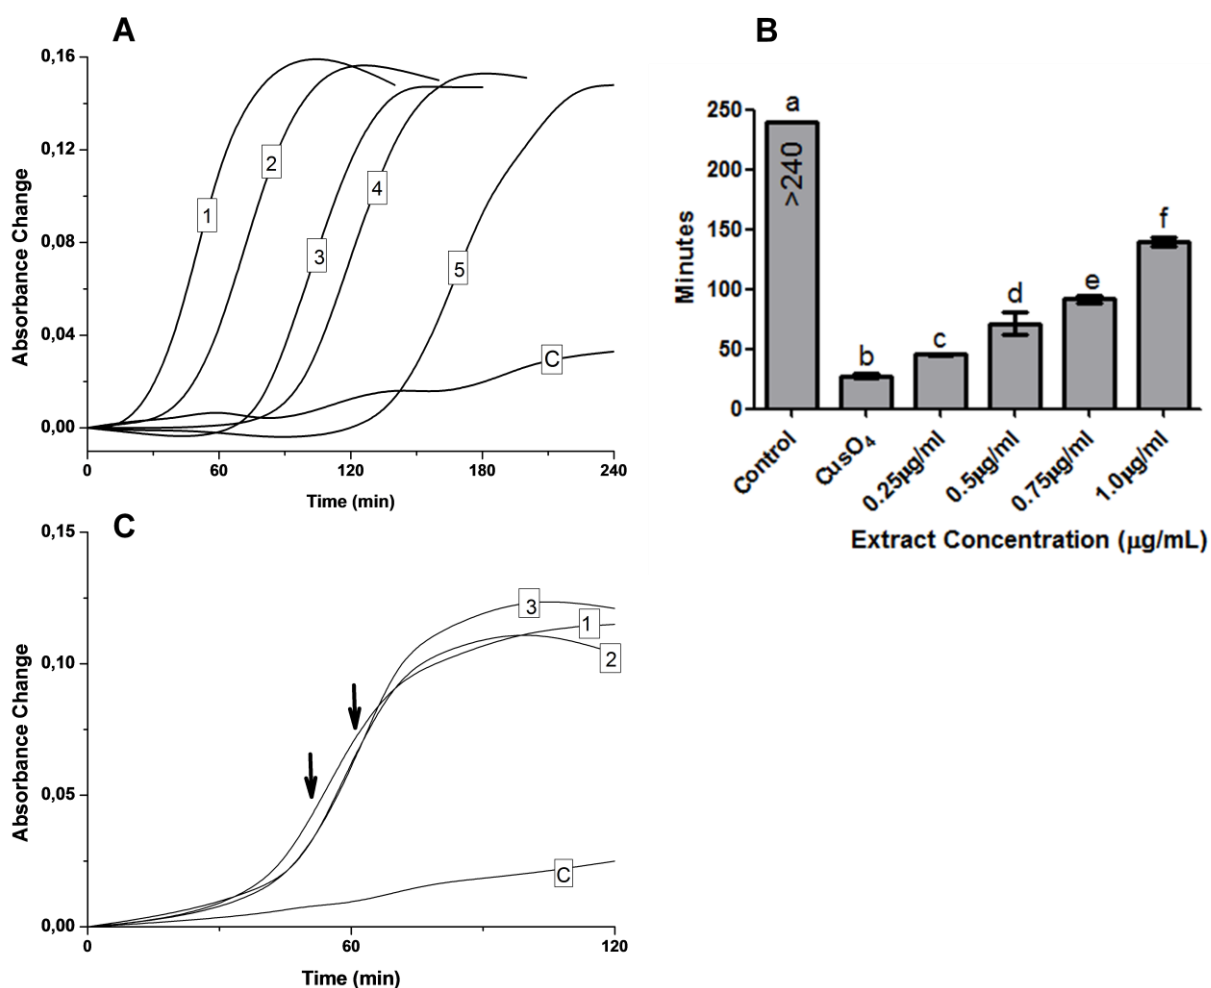 A
0,16
0,12
0,08
0,04
0,00
Absorbance Change
1
2
3
4
5
C
0
60
120
180
240
Time (min)
B
250
200
150
100
50
0
Minutes
a
b
c
d
e
f
>240
Control
CusO4
0.25µg/ml
0.5µg/ml
0.75µg/ml
1.0µg/ml
Extract Concentration (µg/mL)
C
0,15
0,10
0,05
0,00
Absorbance Change
3
1
2
C
0
60
120
Time (min)